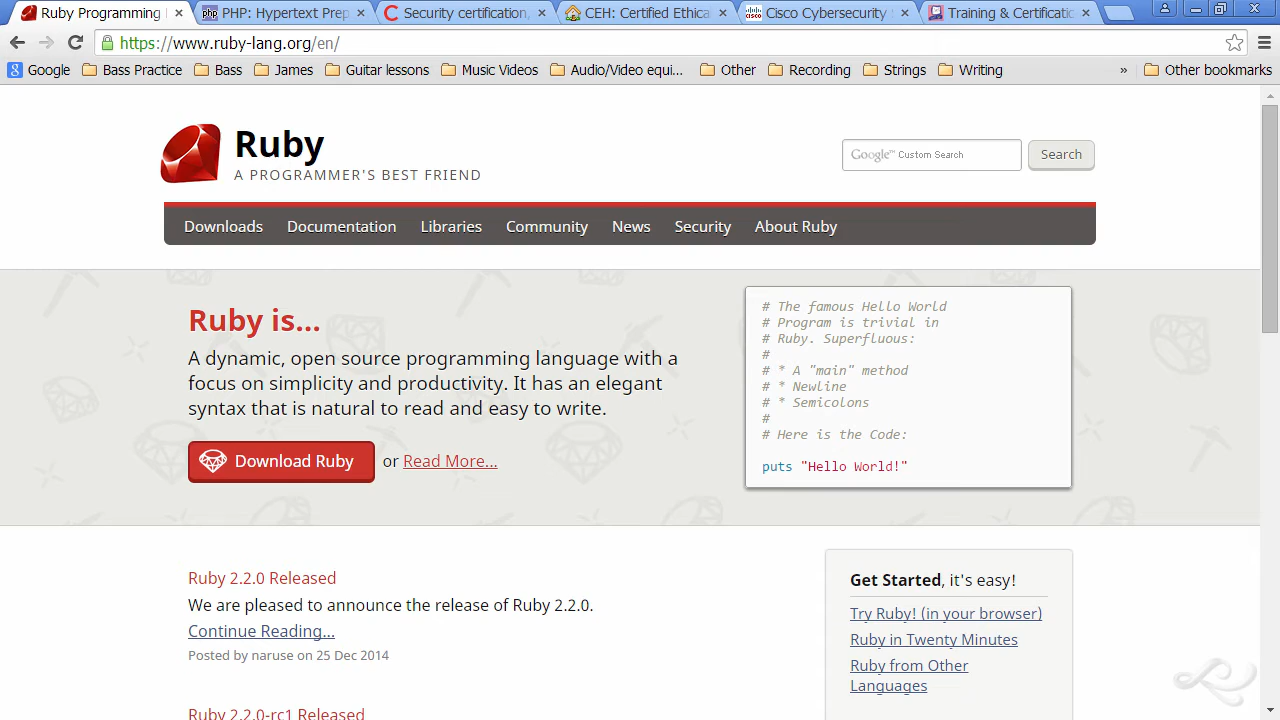 Ruby Programming
PHP: Hypertext Prep
Security certification,
CEH: Certified Ethica
Cisco Cybersecurity
Training & Certificatio
https://www.ruby-lang.org/en/
Google
Bass Practice
Bass
James
Guitar lessons
Music Videos
Audio/Video equi...
Other
Recording
Strings
Writing
»
Other bookmarks
Ruby
A PROGRAMMER'S BEST FRIEND
Google™ Custom Search
Search
Downloads
Documentation
Libraries
Community
News
Security
About Ruby
Ruby is...
A dynamic, open source programming language with a
focus on simplicity and productivity. It has an elegant
syntax that is natural to read and easy to write.
Download Ruby
or Read More...
# The famous Hello World
# Program is trivial in
# Ruby. Superfluous:
#
# * A "main" method
# * Newline
# * Semicolons
#
# Here is the Code:
puts "Hello World!"
Ruby 2.2.0 Released
We are pleased to announce the release of Ruby 2.2.0.
Continue Reading...
Posted by naruse on 25 Dec 2014
Ruby 2.2.0-rc1 Released
Get Started, it's easy!
Try Ruby! (in your browser)
Ruby in Twenty Minutes
Ruby from Other
Languages